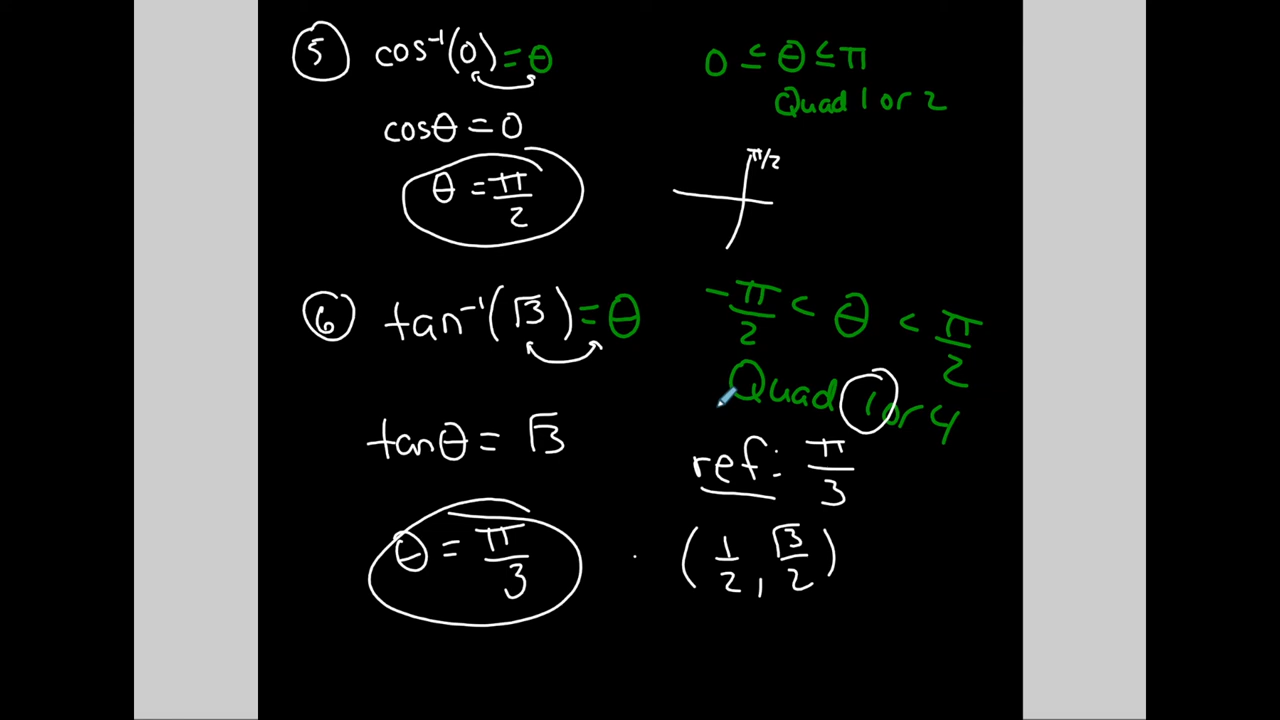 5 cos⁻¹(0) = θ
0 ≤ θ ≤ π
Quad 1 or 2
cosθ = 0
π/2
θ = π/2
6 tan⁻¹(√3) = θ
-π/2 < θ < π/2
Quad 1 or 4
tanθ = √3
ref: π/3
θ = π/3
(1/2, √3/2)